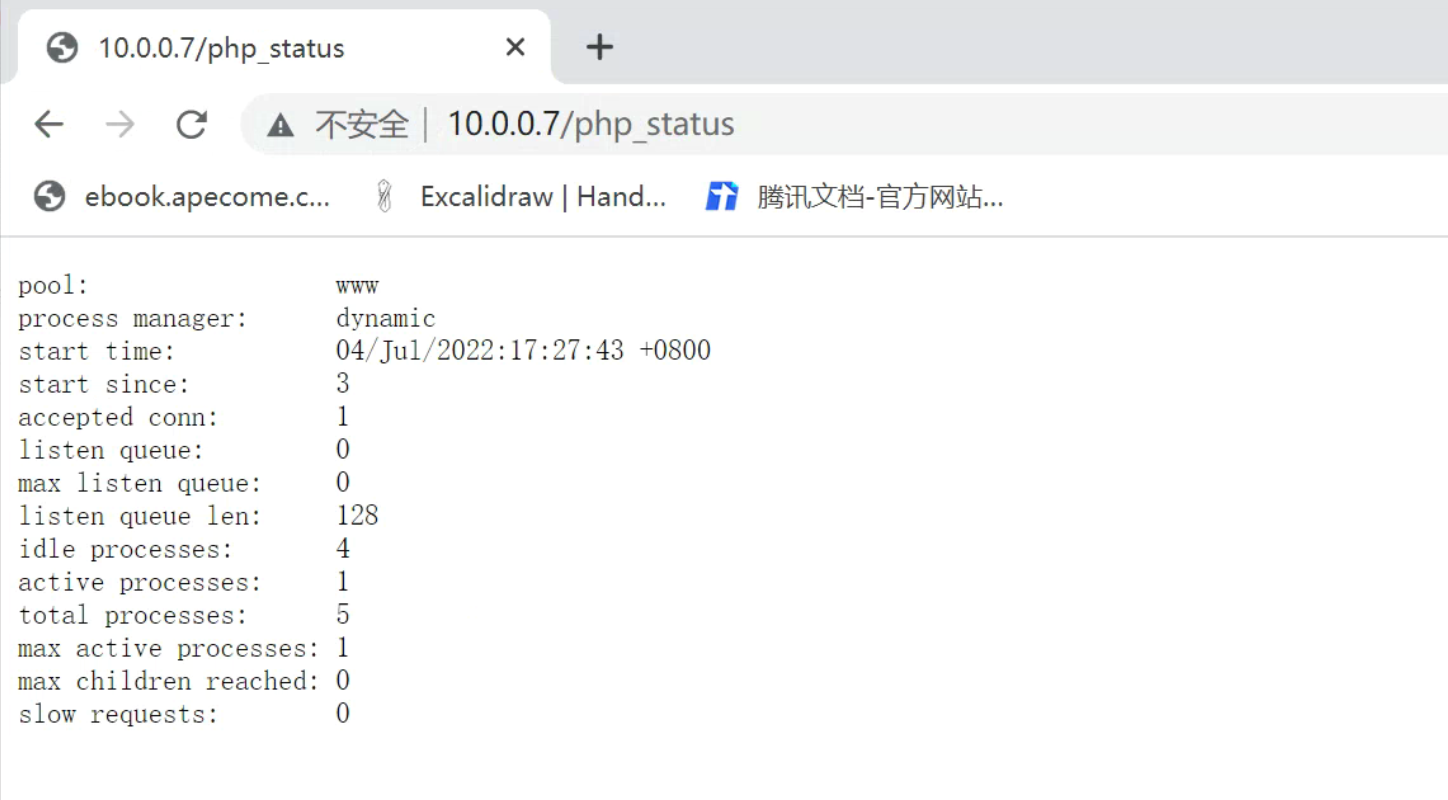 10.0.0.7/php_status
不安全 10.0.0.7/php_status
ebook.apecome.c... Excalidraw | Hand... 腾讯文档-官方网站...
pool: www
process manager: dynamic
start time: 04/Jul/2022:17:27:43 +0800
start since: 3
accepted conn: 1
listen queue: 0
max listen queue: 0
listen queue len: 128
idle processes: 4
active processes: 1
total processes: 5
max active processes: 1
max children reached: 0
slow requests: 0